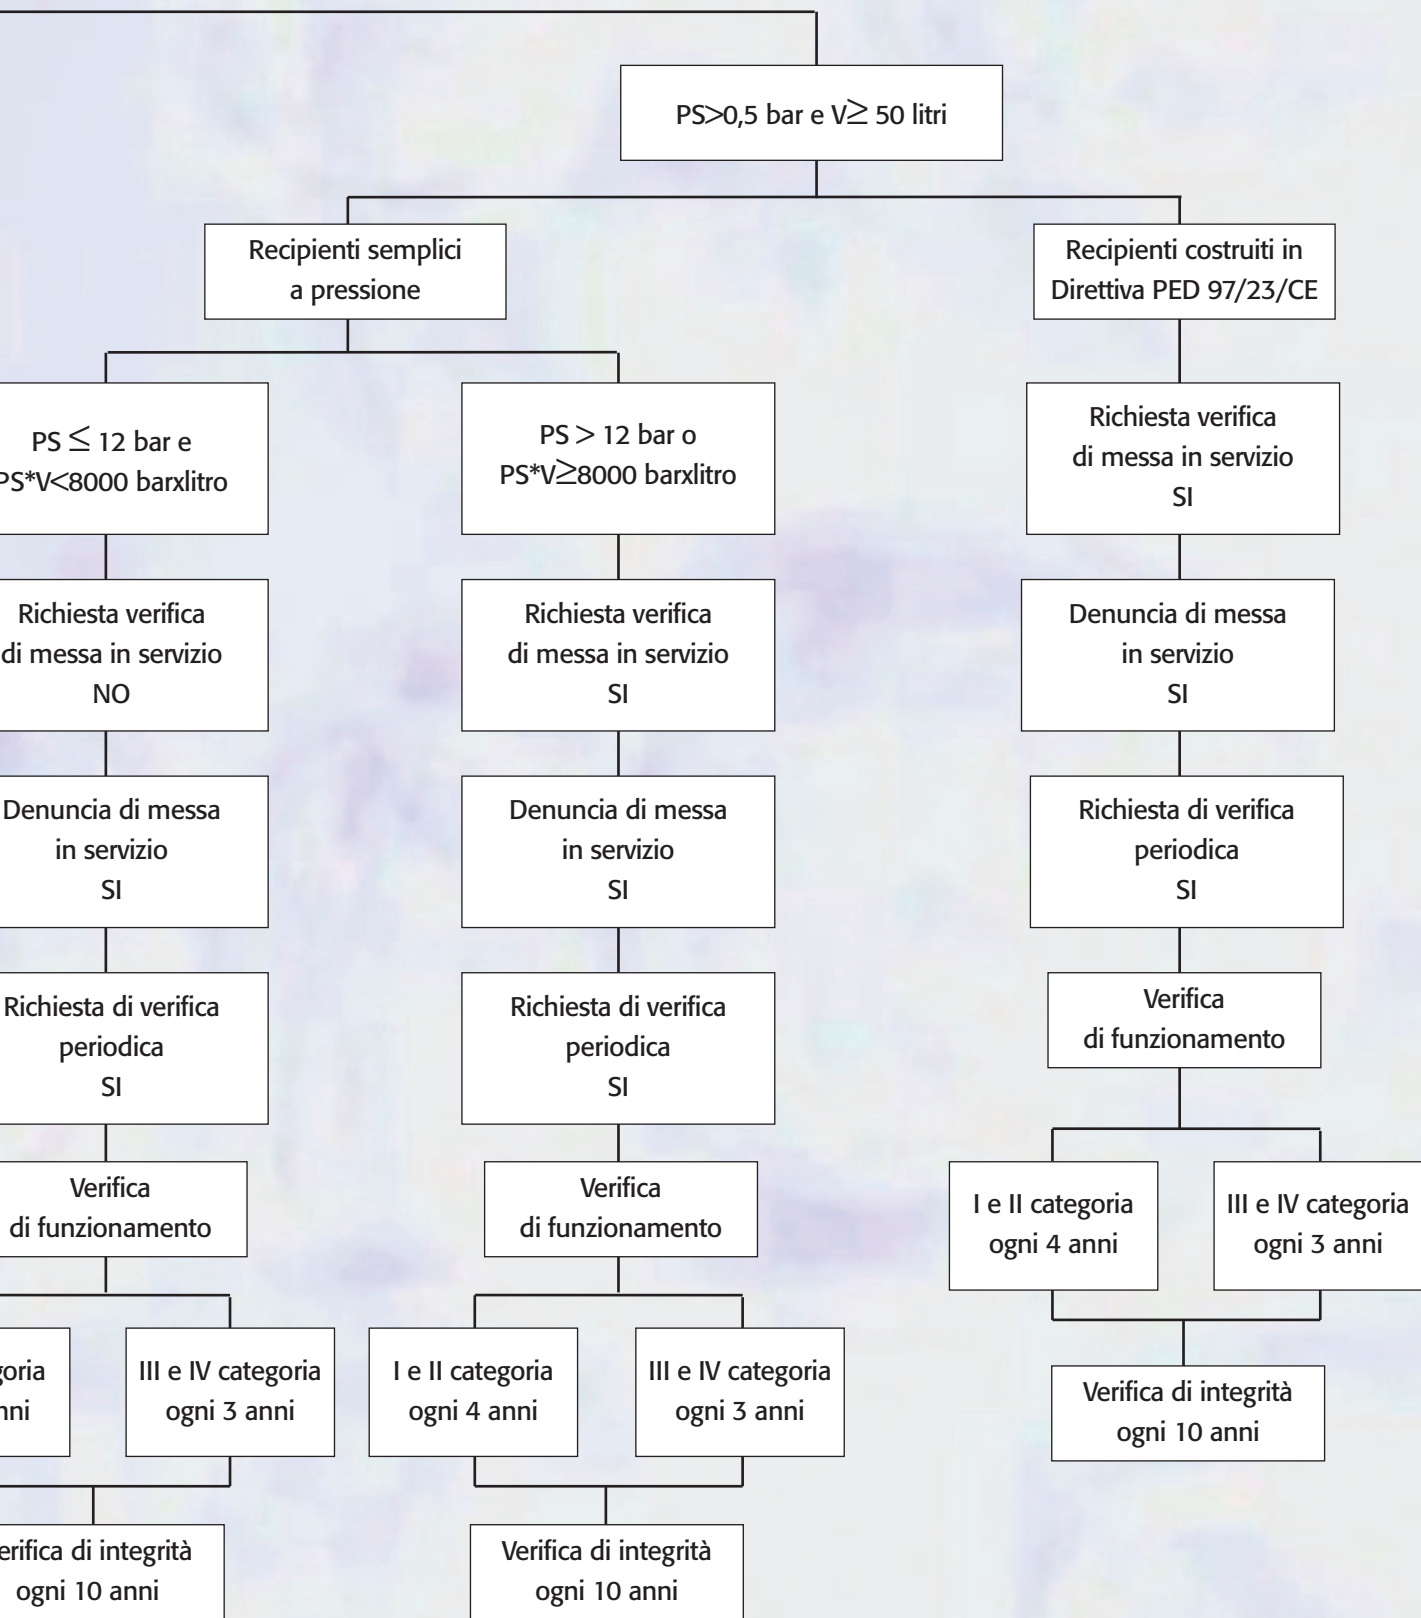 PS>0,5 bar e V≥ 50 litri
Recipienti semplici
a pressione
Recipienti costruiti in
Direttiva PED 97/23/CE
PS ≤ 12 bar e
PS*V<8000 barxlitro
Richiesta verifica
di messa in servizio
NO
Denuncia di messa
in servizio
SI
Richiesta di verifica
periodica
SI
Verifica
di funzionamento
goria
nni
III e IV categoria
ogni 3 anni
erifica di integrità
ogni 10 anni
PS > 12 bar o
PS*V≥8000 barxlitro
Richiesta verifica
di messa in servizio
SI
Denuncia di messa
in servizio
SI
Richiesta di verifica
periodica
SI
Verifica
di funzionamento
I e II categoria
ogni 4 anni
III e IV categoria
ogni 3 anni
Verifica di integrità
ogni 10 anni
Richiesta verifica
di messa in servizio
SI
Denuncia di messa
in servizio
SI
Richiesta di verifica
periodica
SI
Verifica
di funzionamento
I e II categoria
ogni 4 anni
III e IV categoria
ogni 3 anni
Verifica di integrità
ogni 10 anni